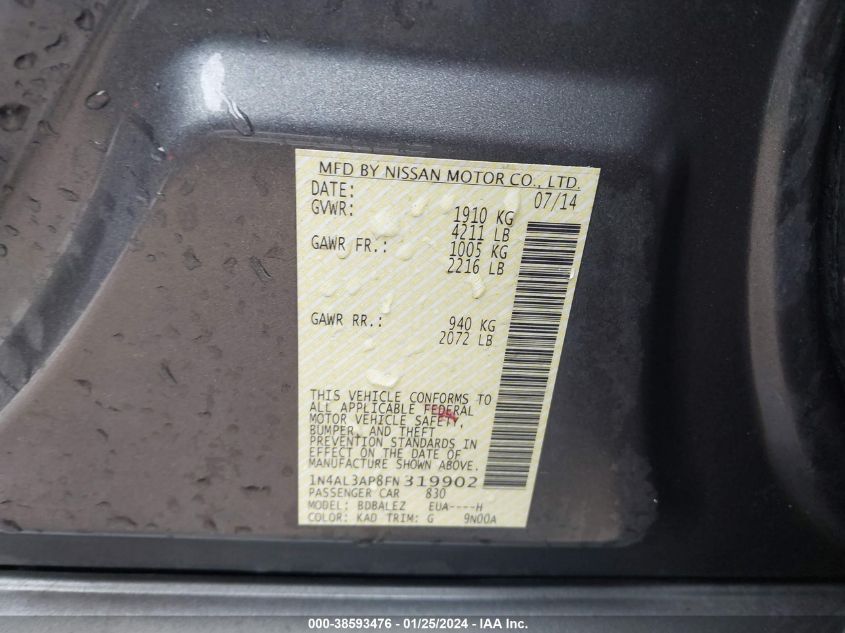 MFD BY NISSAN MOTOR CO., LTD.
DATE: 07/14
GVWR: 1910 KG
4211 LB
GAWR FR.: 1005 KG
2216 LB
GAWR RR.: 940 KG
2072 LB
THIS VEHICLE CONFORMS TO
ALL APPLICABLE FEDERAL
MOTOR VEHICLE SAFETY,
BUMPER, AND THEFT
PREVENTION STANDARDS IN
EFFECT ON THE DATE OF
MANUFACTURE SHOWN ABOVE.
1N4AL3AP8FN 319902
PASSENGER CAR 830
MODEL: BDBALEZ EUA----H
COLOR: KAD TRIM: G 9N00A
000-38593476 - 01/25/2024 - IAA Inc.